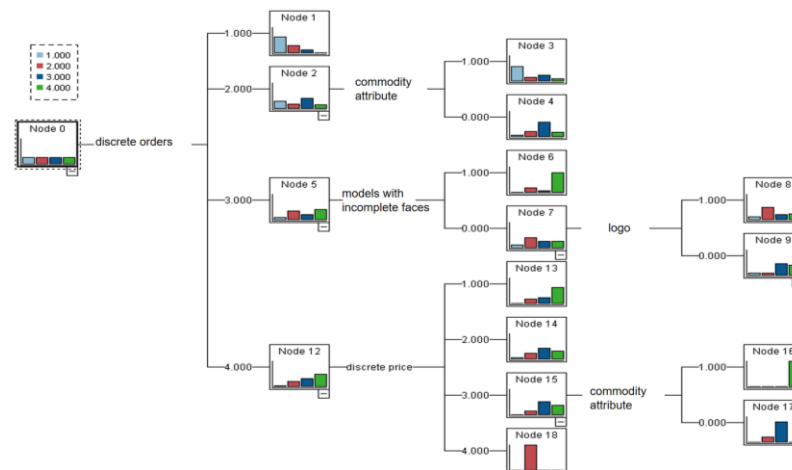 1.000
2.000
3.000
4.000
Node 0
discrete orders
1.000
Node 1
2.000
Node 2
commodity
attribute
1.000
Node 3
0.000
Node 4
3.000
Node 5
models with
incomplete faces
1.000
Node 6
0.000
Node 7
logo
1.000
Node 8
0.000
Node 9
4.000
Node 12
discrete price
1.000
Node 13
2.000
Node 14
3.000
Node 15
commodity
attribute
1.000
Node 16
0.000
Node 17
4.000
Node 18